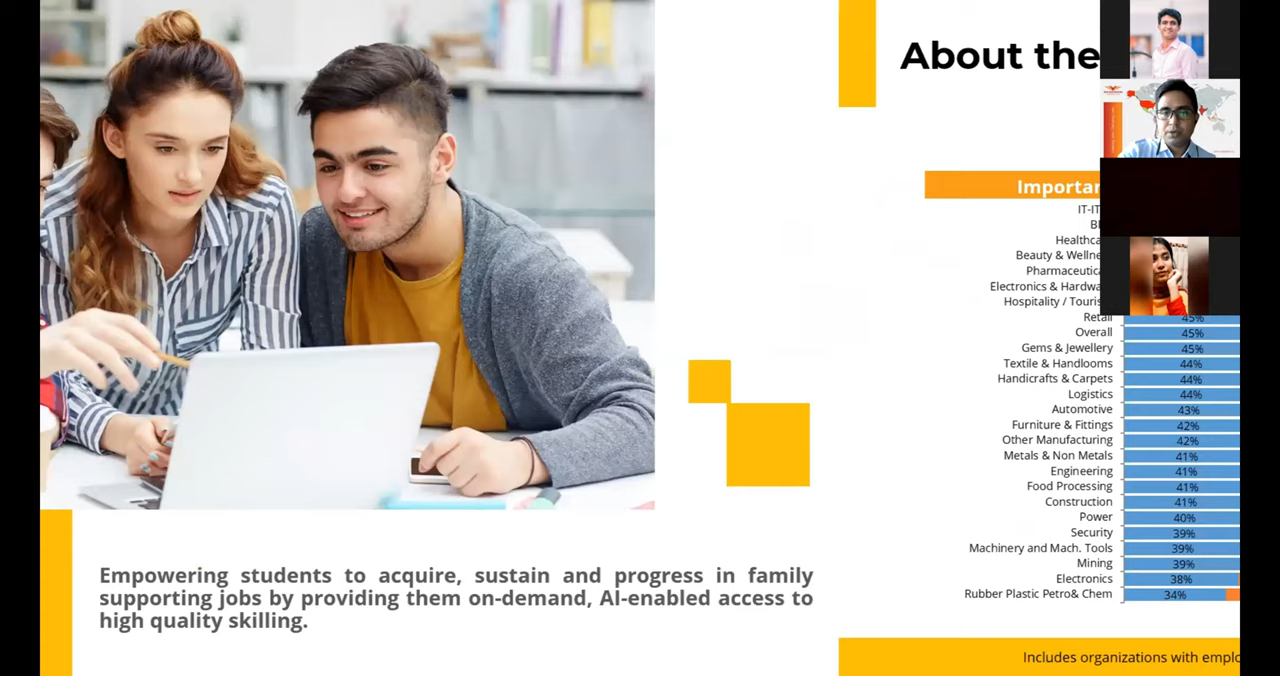 About the
Importan
IT-IT
Healthca
Beauty & Wellne
Pharmaceutica
Electronics & Hardwa
Hospitality / Touris
Retail 45%
Overall 45%
Gems & Jewellery 45%
Textile & Handlooms 44%
Handicrafts & Carpets 44%
Logistics 44%
Automotive 43%
Furniture & Fittings 42%
Other Manufacturing 42%
Metals & Non Metals 41%
Engineering 41%
Food Processing 41%
Construction 41%
Power 40%
Security 39%
Machinery and Mach. Tools 39%
Mining 39%
Electronics 38%
Rubber Plastic Petro& Chem 34%
Empowering students to acquire, sustain and progress in family
supporting jobs by providing them on-demand, AI-enabled access to
high quality skilling.
Includes organizations with emplo